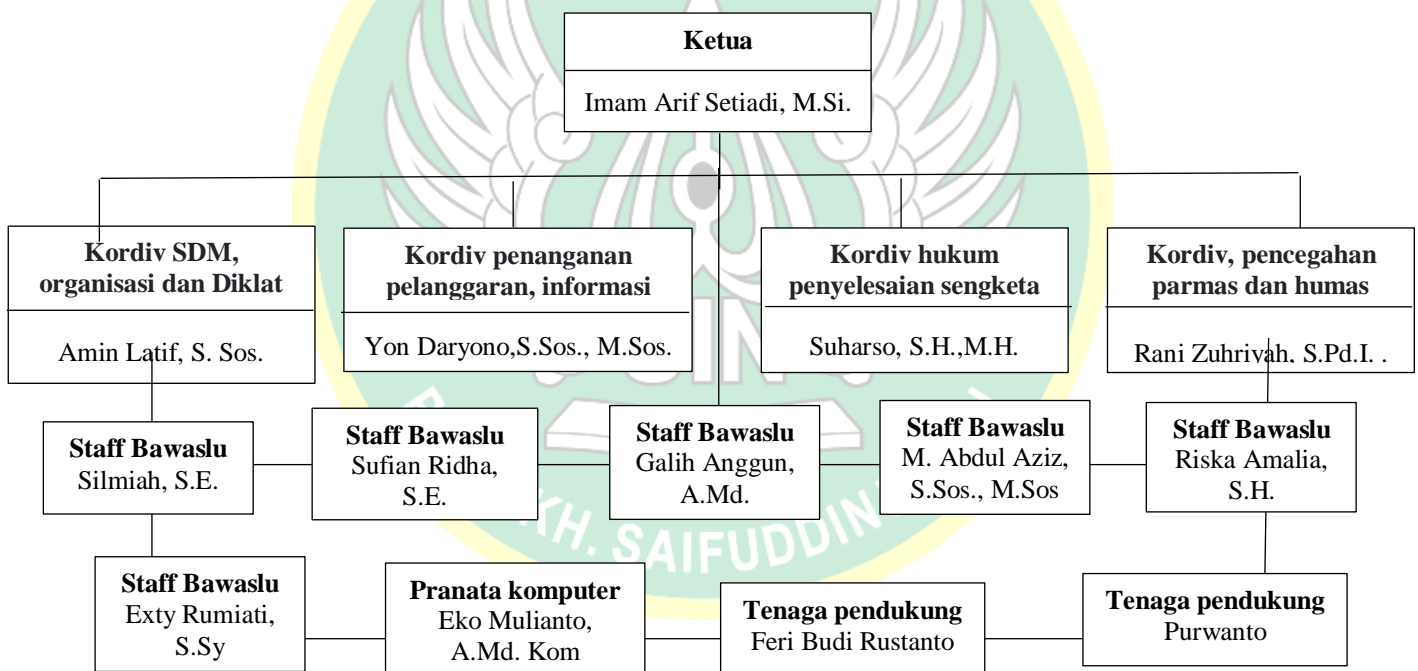 Ketua
Imam Arif Setiadi, M.Si.
Kordiv SDM,
organisasi dan Diklat
Amin Latif, S. Sos.
Kordiv penanganan
pelanggaran, informasi
Yon Daryono,S.Sos., M.Sos.
Kordiv hukum
penyelesaian sengketa
Suharso, S.H.,M.H.
Kordiv, pencegahan
parmas dan humas
Rani Zuhriyah, S.Pd.I. .
Staff Bawaslu
Silmiah, S.E.
Staff Bawaslu
Sufian Ridha,
S.E.
Staff Bawaslu
Galih Anggun,
A.Md.
Staff Bawaslu
M. Abdul Aziz,
S.Sos., M.Sos
Staff Bawaslu
Riska Amalia,
S.H.
Staff Bawaslu
Exty Rumiati,
S.Sy
Pranata komputer
Eko Mulianto,
A.Md. Kom
Tenaga pendukung
Feri Budi Rustanto
Tenaga pendukung
Purwanto
KH. SAIFUDDIN